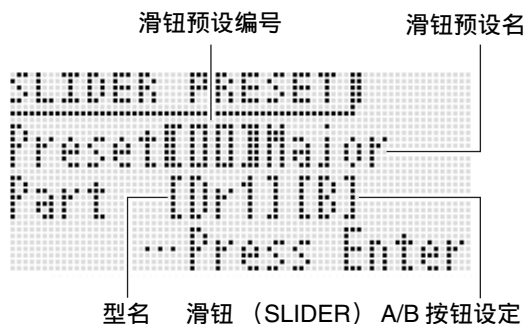 滑钮预设编号
滑钮预设名
SLIDER PRESET
Preset【00】Major
Part [Dr1][B]
…Press Enter
型名
滑钮 （SLIDER） A/B 按钮设定